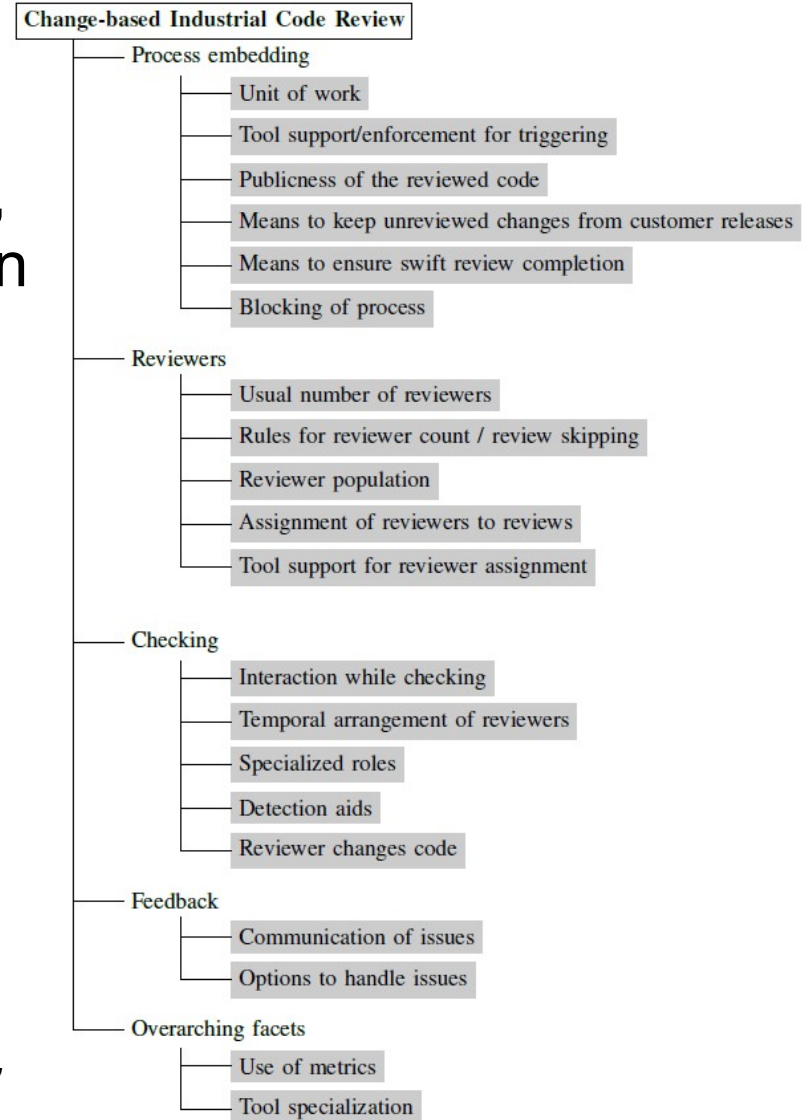 Change-based Industrial Code Review
Process embedding
Unit of work
Tool support/enforcement for triggering
Publicness of the reviewed code
,
Means to keep unreviewed changes from customer releases
n
Means to ensure swift review completion
Blocking of process
Reviewers
Usual number of reviewers
Rules for reviewer count / review skipping
Reviewer population
Assignment of reviewers to reviews
Tool support for reviewer assignment
Checking
Interaction while checking
Temporal arrangement of reviewers
Specialized roles
Detection aids
Reviewer changes code
Feedback
Communication of issues
Options to handle issues
Overarching facets
Use of metrics
,
Tool specialization